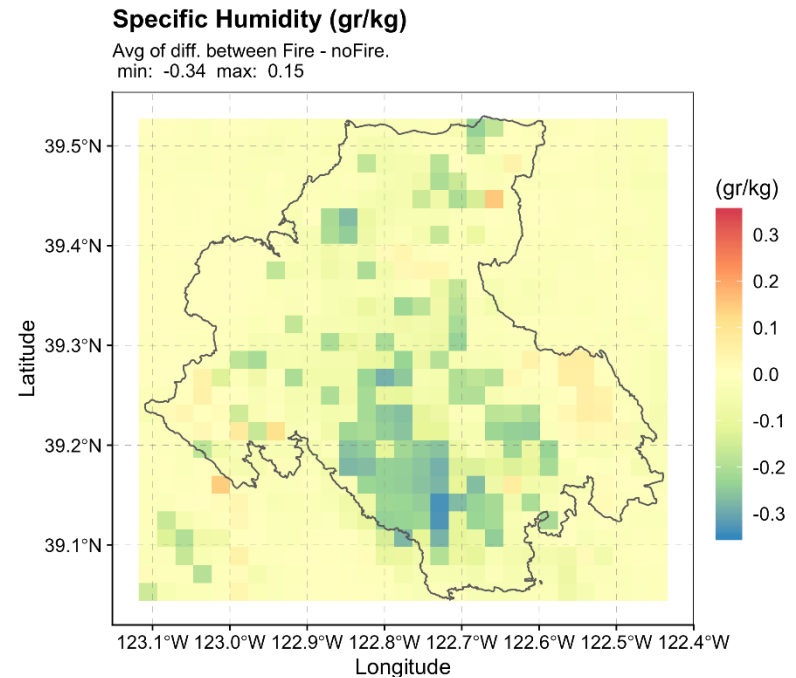 Specific Humidity (gr/kg)
Avg of diff. between Fire - noFire.
min: -0.34 max: 0.15
39.5°N
39.4°N
39.3°N
39.2°N
39.1°N
Latitude
123.1°W 123.0°W 122.9°W 122.8°W 122.7°W 122.6°W 122.5°W 122.4°W
Longitude
(gr/kg)
0.3
0.2
0.1
0.0
-0.1
-0.2
-0.3